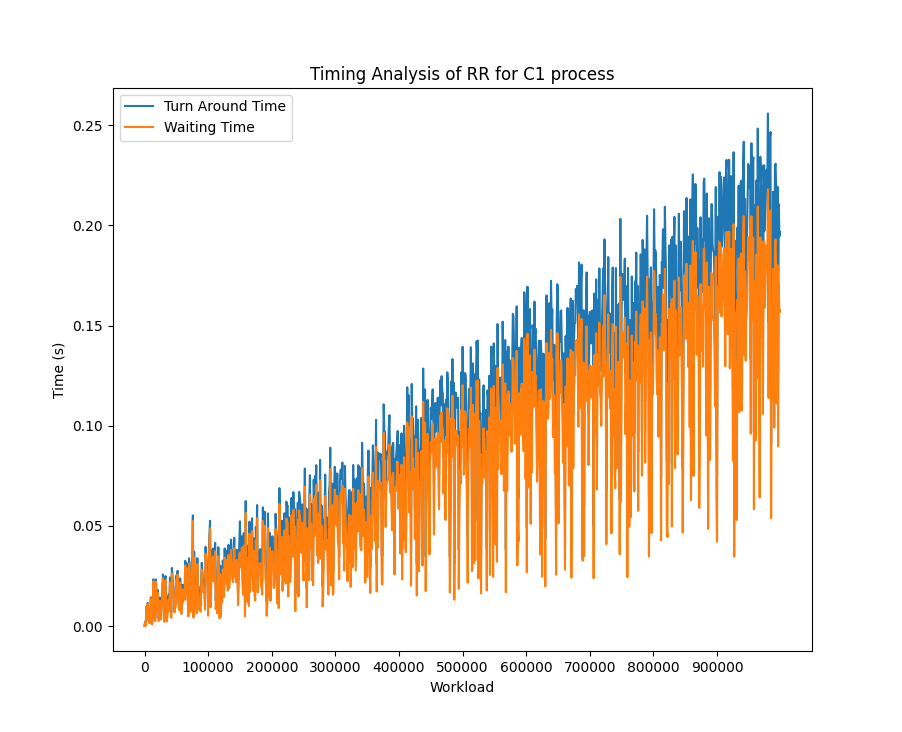 Timing Analysis of RR for C1 process
Turn Around Time
Waiting Time
0.25
0.20
0.15
0.10
0.05
0.00
Time (s)
0 100000 200000 300000 400000 500000 600000 700000 800000 900000
Workload